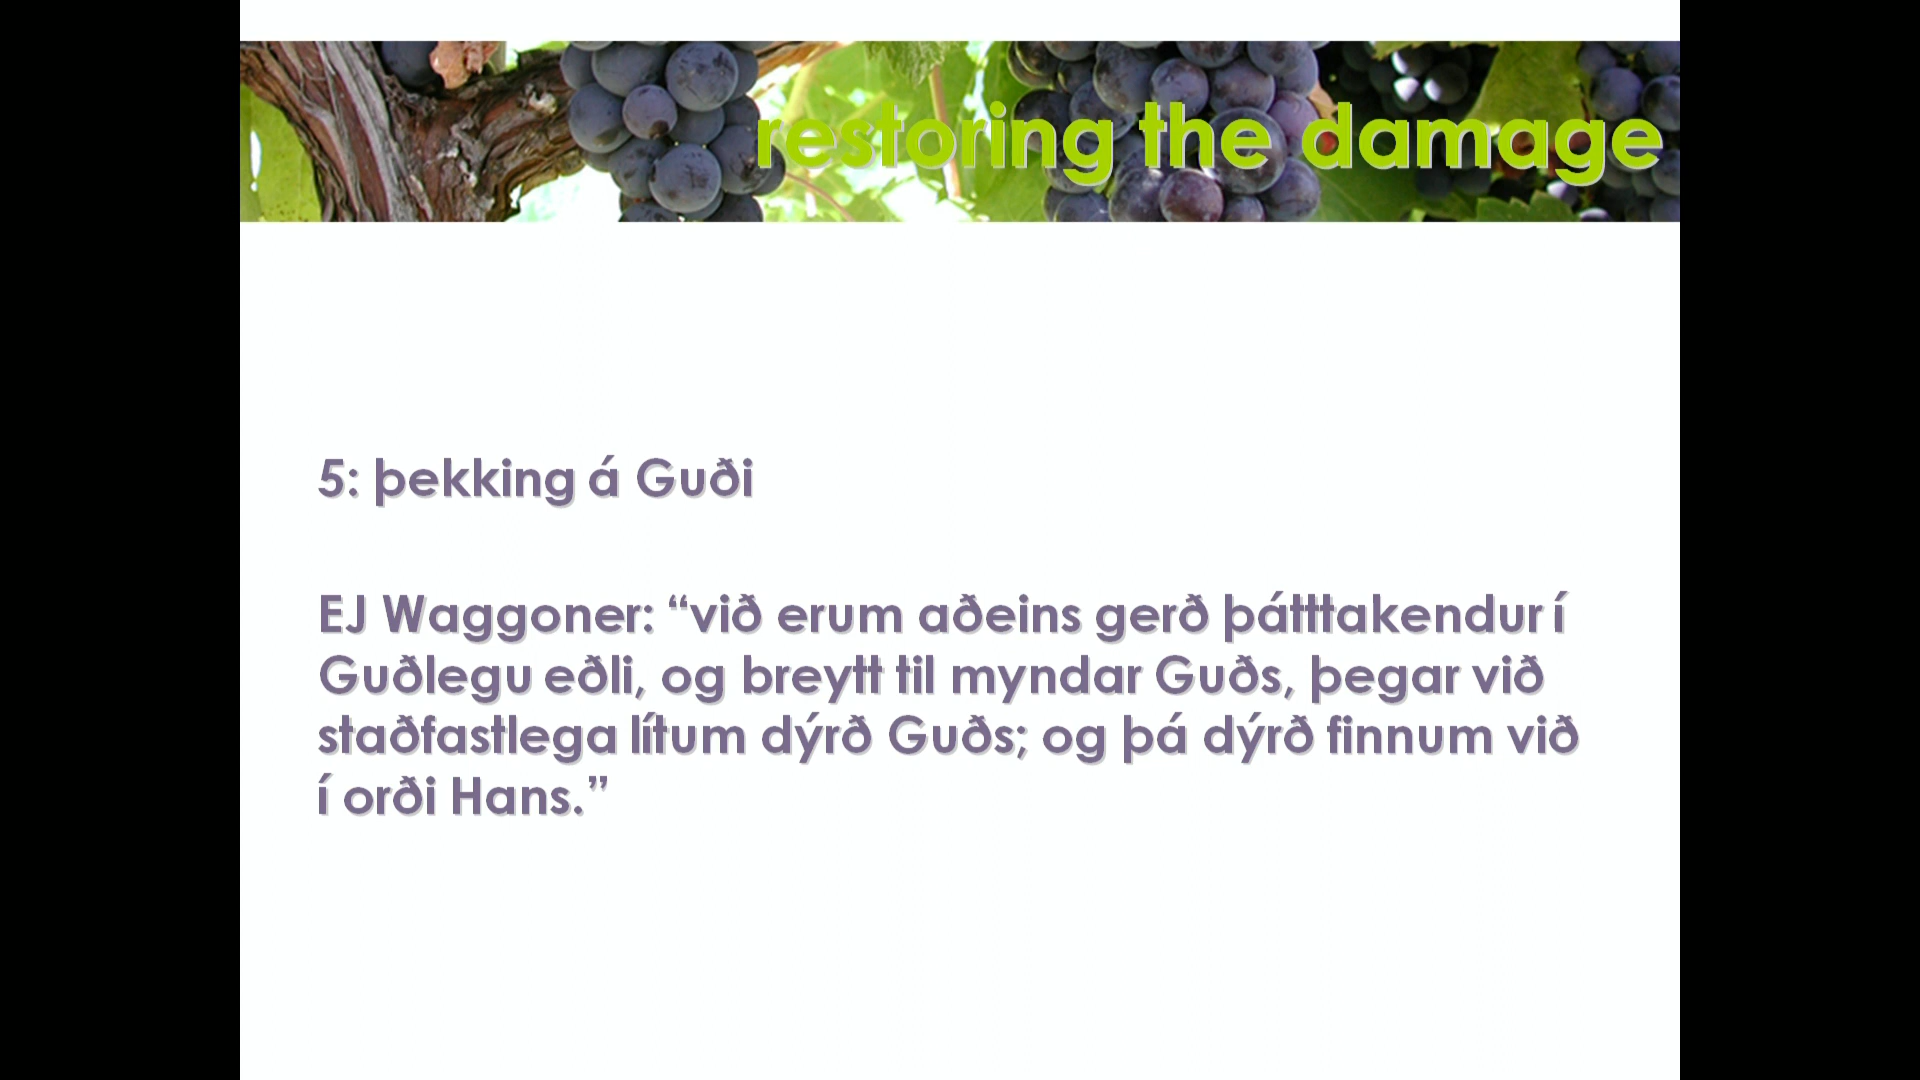 restoring the damage
5: þekking á Guði
EJ Waggoner: “við erum aðeins gerð þátttakendur í
Guðlegu eðli, og breytt til myndar Guðs, þegar við
staðfastlega lítum dýrð Guðs; og þá dýrð finnum við
í orði Hans.”